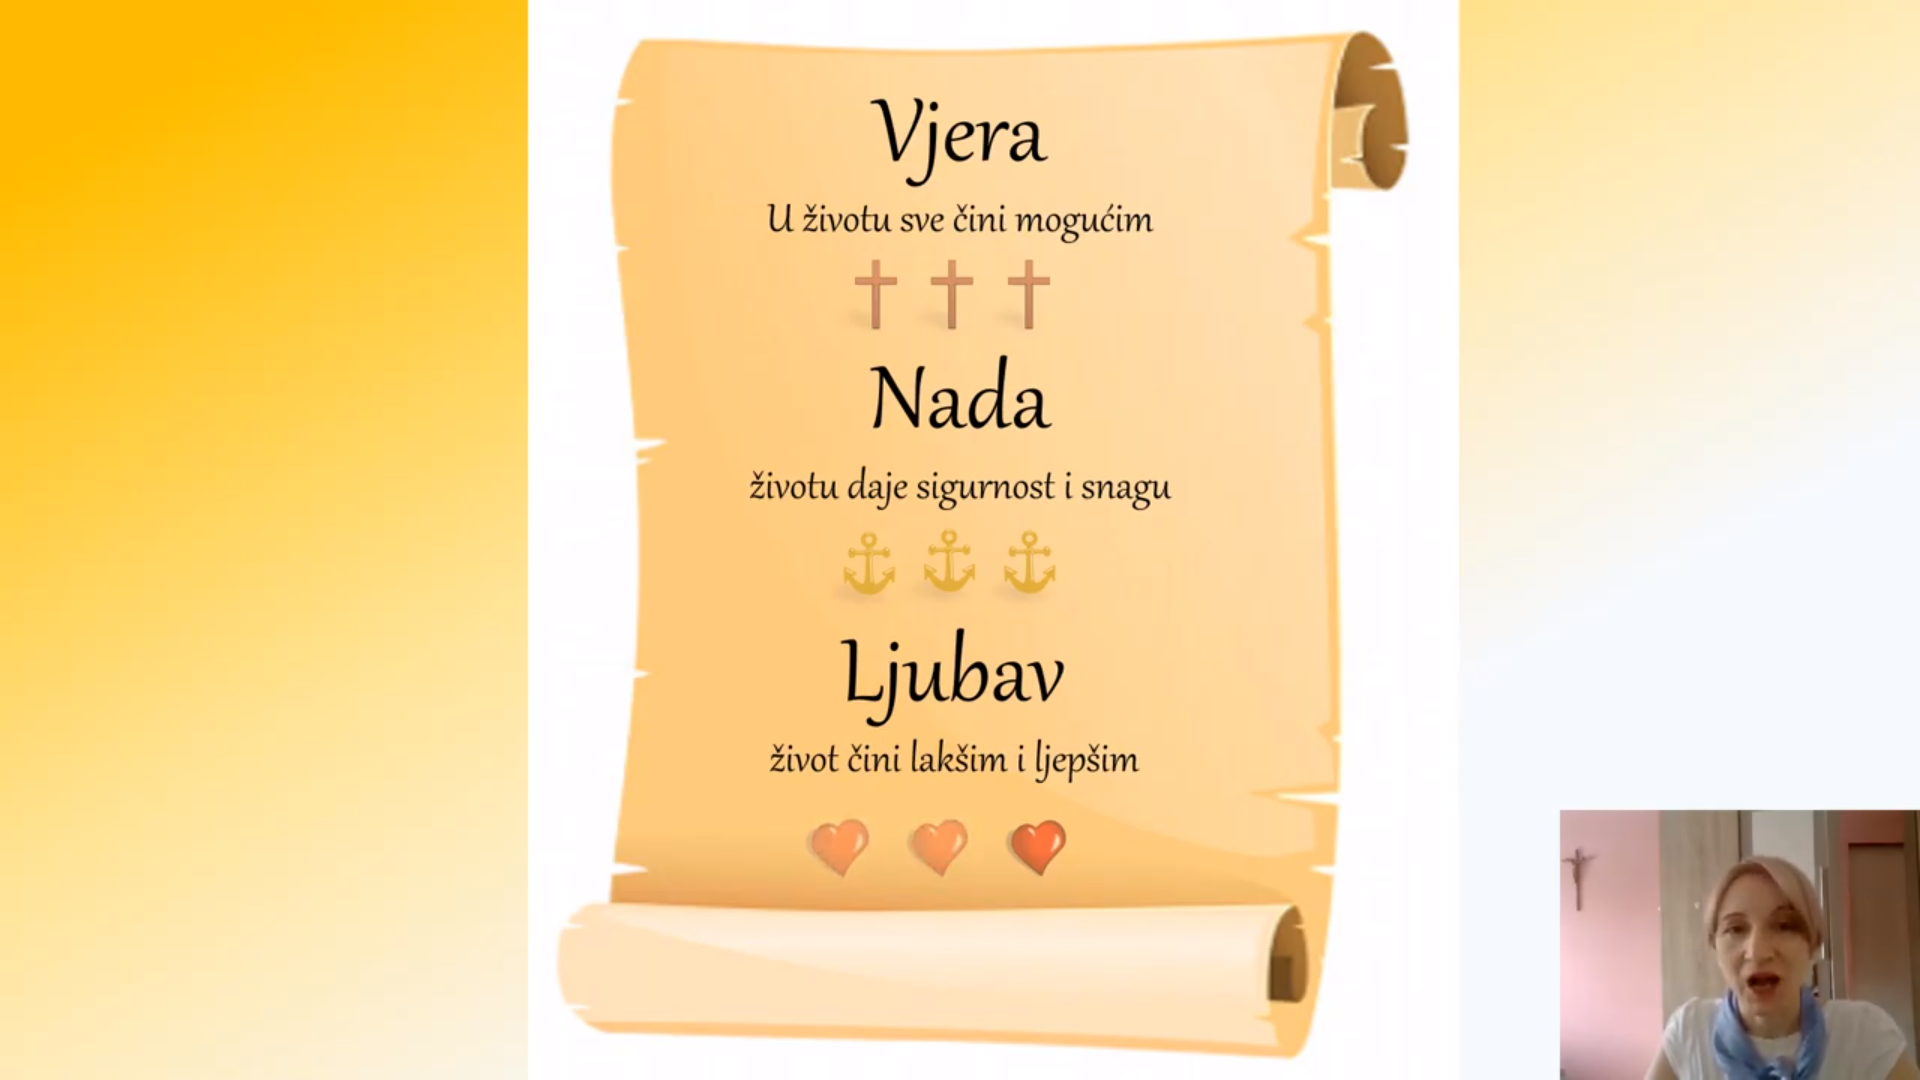 Vjera
U životu sve čini mogućim
Nada
životu daje sigurnost i snagu
Ljubav
život čini lakšim i ljepšim